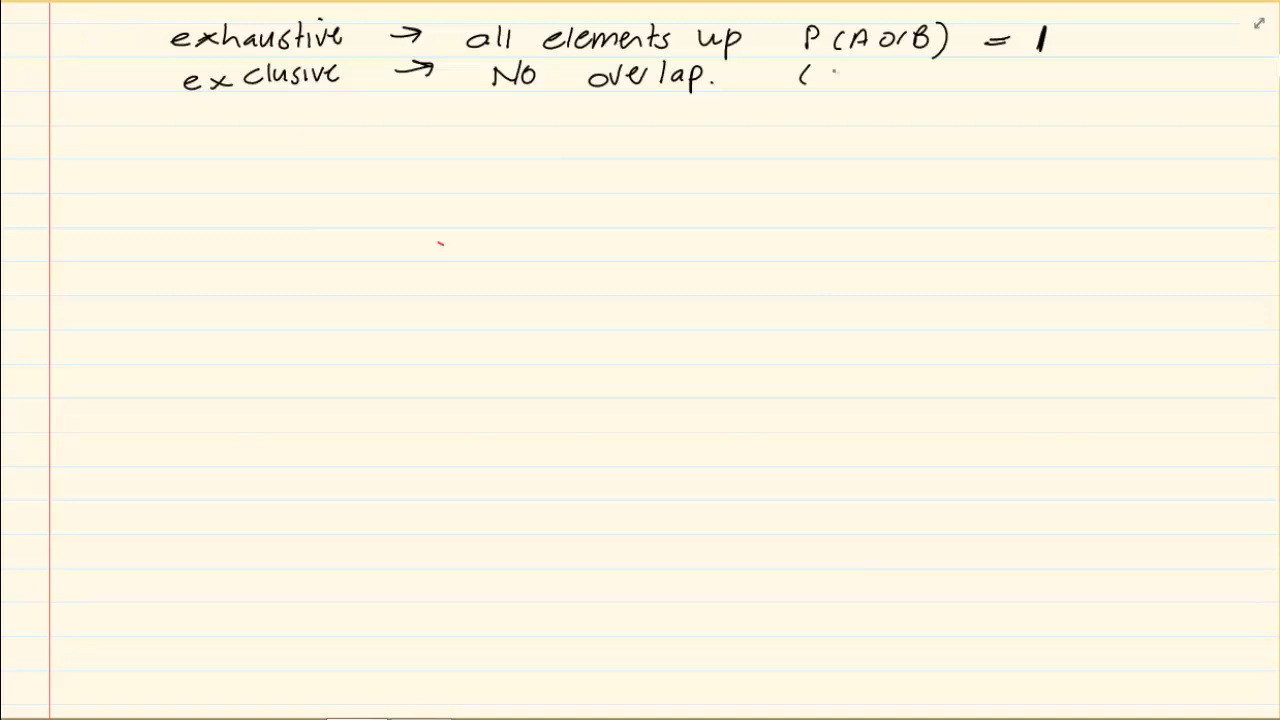 exhaustive → all elements up P(A or B) = 1
exclusive → No overlap. (